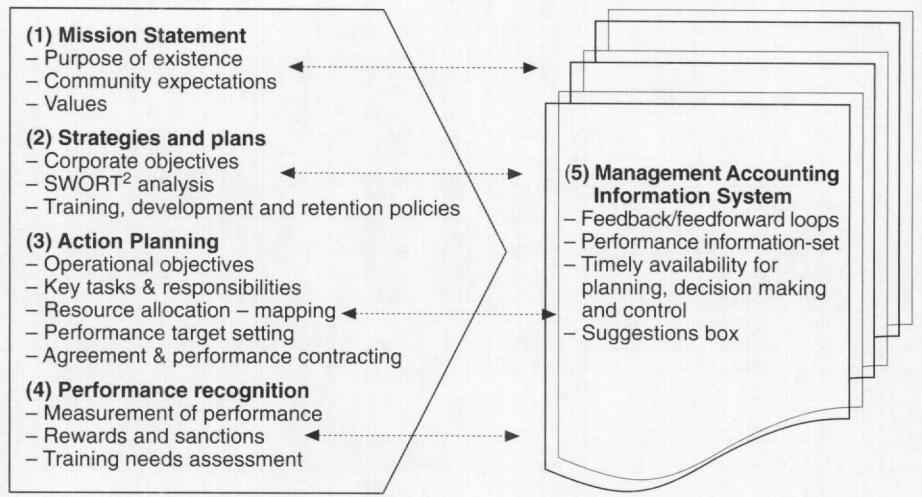 (1) Mission Statement
– Purpose of existence
– Community expectations
– Values
(2) Strategies and plans
– Corporate objectives
– SWORT² analysis
– Training, development and retention policies
(3) Action Planning
– Operational objectives
– Key tasks & responsibilities
– Resource allocation – mapping
– Performance target setting
– Agreement & performance contracting
(4) Performance recognition
– Measurement of performance
– Rewards and sanctions
– Training needs assessment
(5) Management Accounting
Information System
– Feedback/feedforward loops
– Performance information-set
– Timely availability for
planning, decision making
and control
– Suggestions box